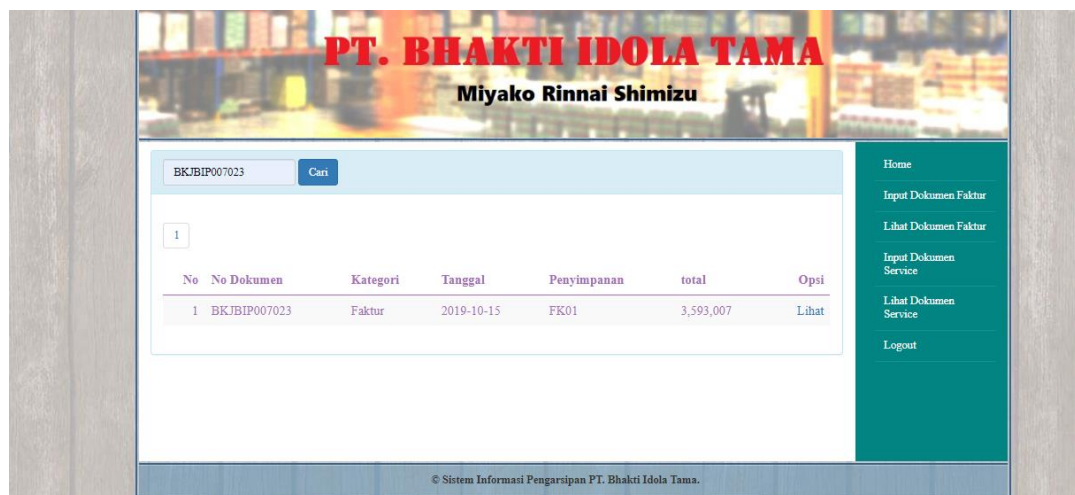 PT. BHAKTI IDOLA TAMA
Miyako Rinnai Shimizu
BKJBIP007023 Cari
1
No No Dokumen Kategori Tanggal Penyimpanan total Opsi
1 BKJBIP007023 Faktur 2019-10-15 FK01 3,593,007 Lihat
Home
Input Dokumen Faktur
Lihat Dokumen Faktur
Input Dokumen
Service
Lihat Dokumen
Service
Logout
© Sistem Informasi Pengarsipan PT. Bhakti Idola Tama.